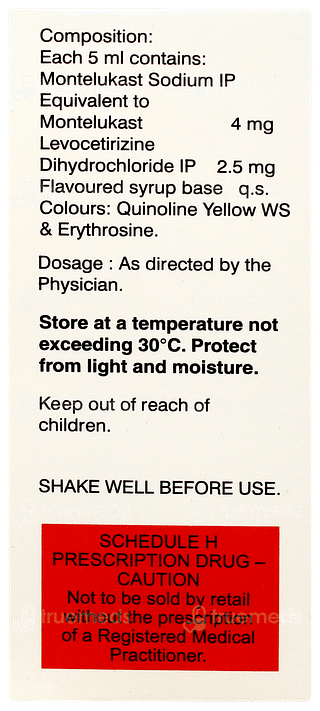 Composition:
Each 5 ml contains:
Montelukast Sodium IP
Equivalent to
Montelukast 4 mg
Levocetirizine
Dihydrochloride IP 2.5 mg
Flavoured syrup base q.s.
Colours: Quinoline Yellow WS
& Erythrosine.
Dosage : As directed by the
Physician.
Store at a temperature not
exceeding 30°C. Protect
from light and moisture.
Keep out of reach of
children.
SHAKE WELL BEFORE USE.
SCHEDULE H
PRESCRIPTION DRUG –
CAUTION
Not to be sold by retail
without the prescription
of a Registered Medical
Practitioner.